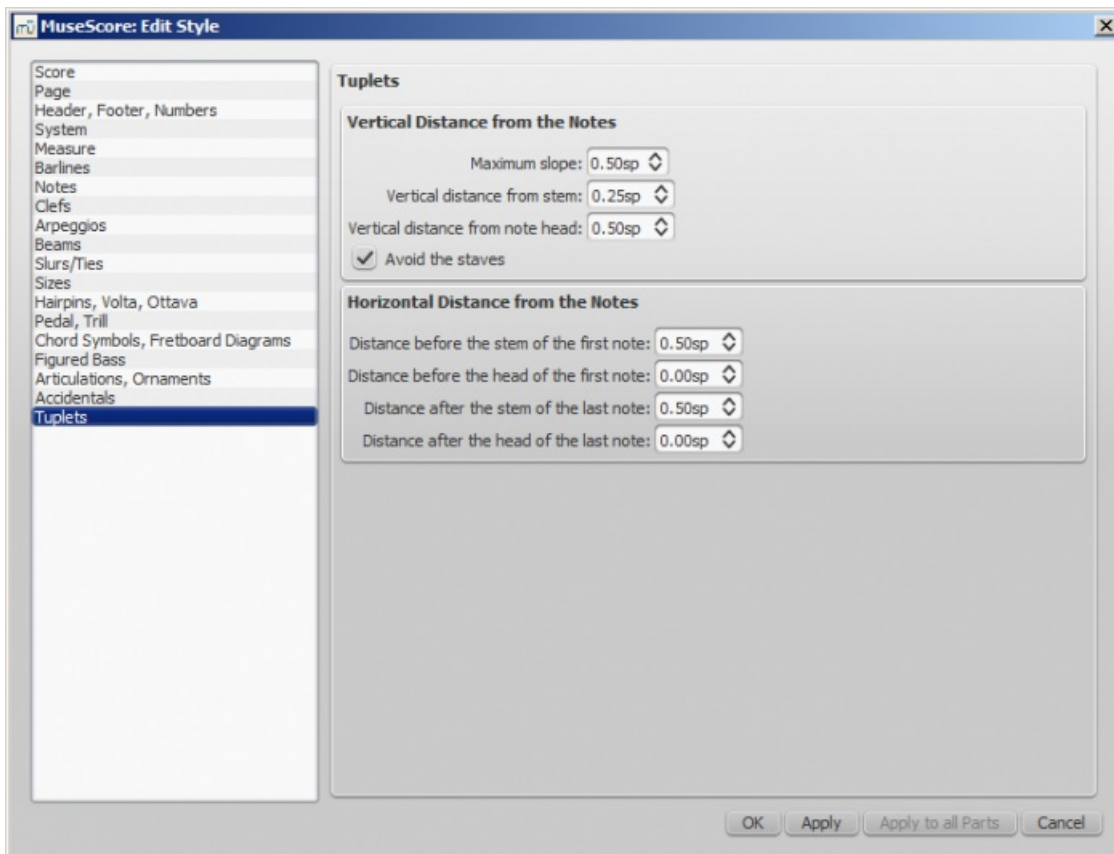 MuseScore: Edit Style
Score
Page
Header, Footer, Numbers
System
Measure
Barlines
Notes
Clefs
Arpeggios
Beams
Slurs/Ties
Sizes
Hairpins, Volta, Ottava
Pedal, Trill
Chord Symbols, Fretboard Diagrams
Figured Bass
Articulations, Ornaments
Accidentals
Tuplets
Tuplets
Vertical Distance from the Notes
Maximum slope: 0.50sp
Vertical distance from stem: 0.25sp
Vertical distance from note head: 0.50sp
Avoid the staves
Horizontal Distance from the Notes
Distance before the stem of the first note: 0.50sp
Distance before the head of the first note: 0.00sp
Distance after the stem of the last note: 0.50sp
Distance after the head of the last note: 0.00sp
OK Apply Apply to all Parts Cancel